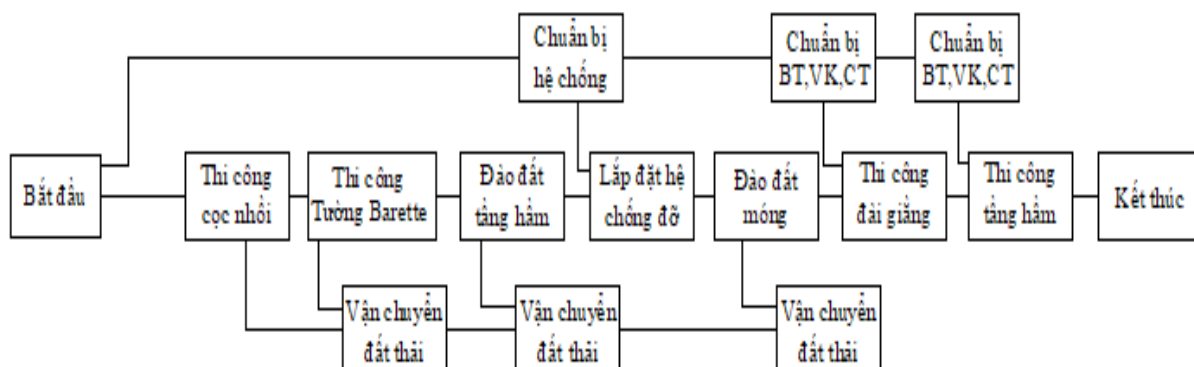 Chuẩn bị
hệ chống
Chuẩn bị
BT,VK,CT
Chuẩn bị
BT,VK,CT
Bắt đầu
Thi công
cọc nhồi
Thi công
Tường Barette
Đào đất
tầng hầm
Lắp đặt hệ
chống đỡ
Đào đất
móng
Thi công
đài giằng
Thi công
tầng hầm
Kết thúc
Vận chuyển
đất thải
Vận chuyển
đất thải
Vận chuyển
đất thải